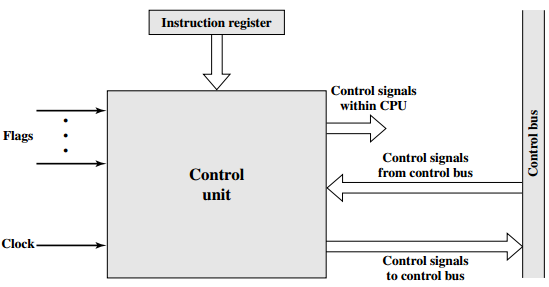 Instruction register
Control signals
within CPU
Flags
Control
unit
Control signals
from control bus
Control bus
Clock
Control signals
to control bus